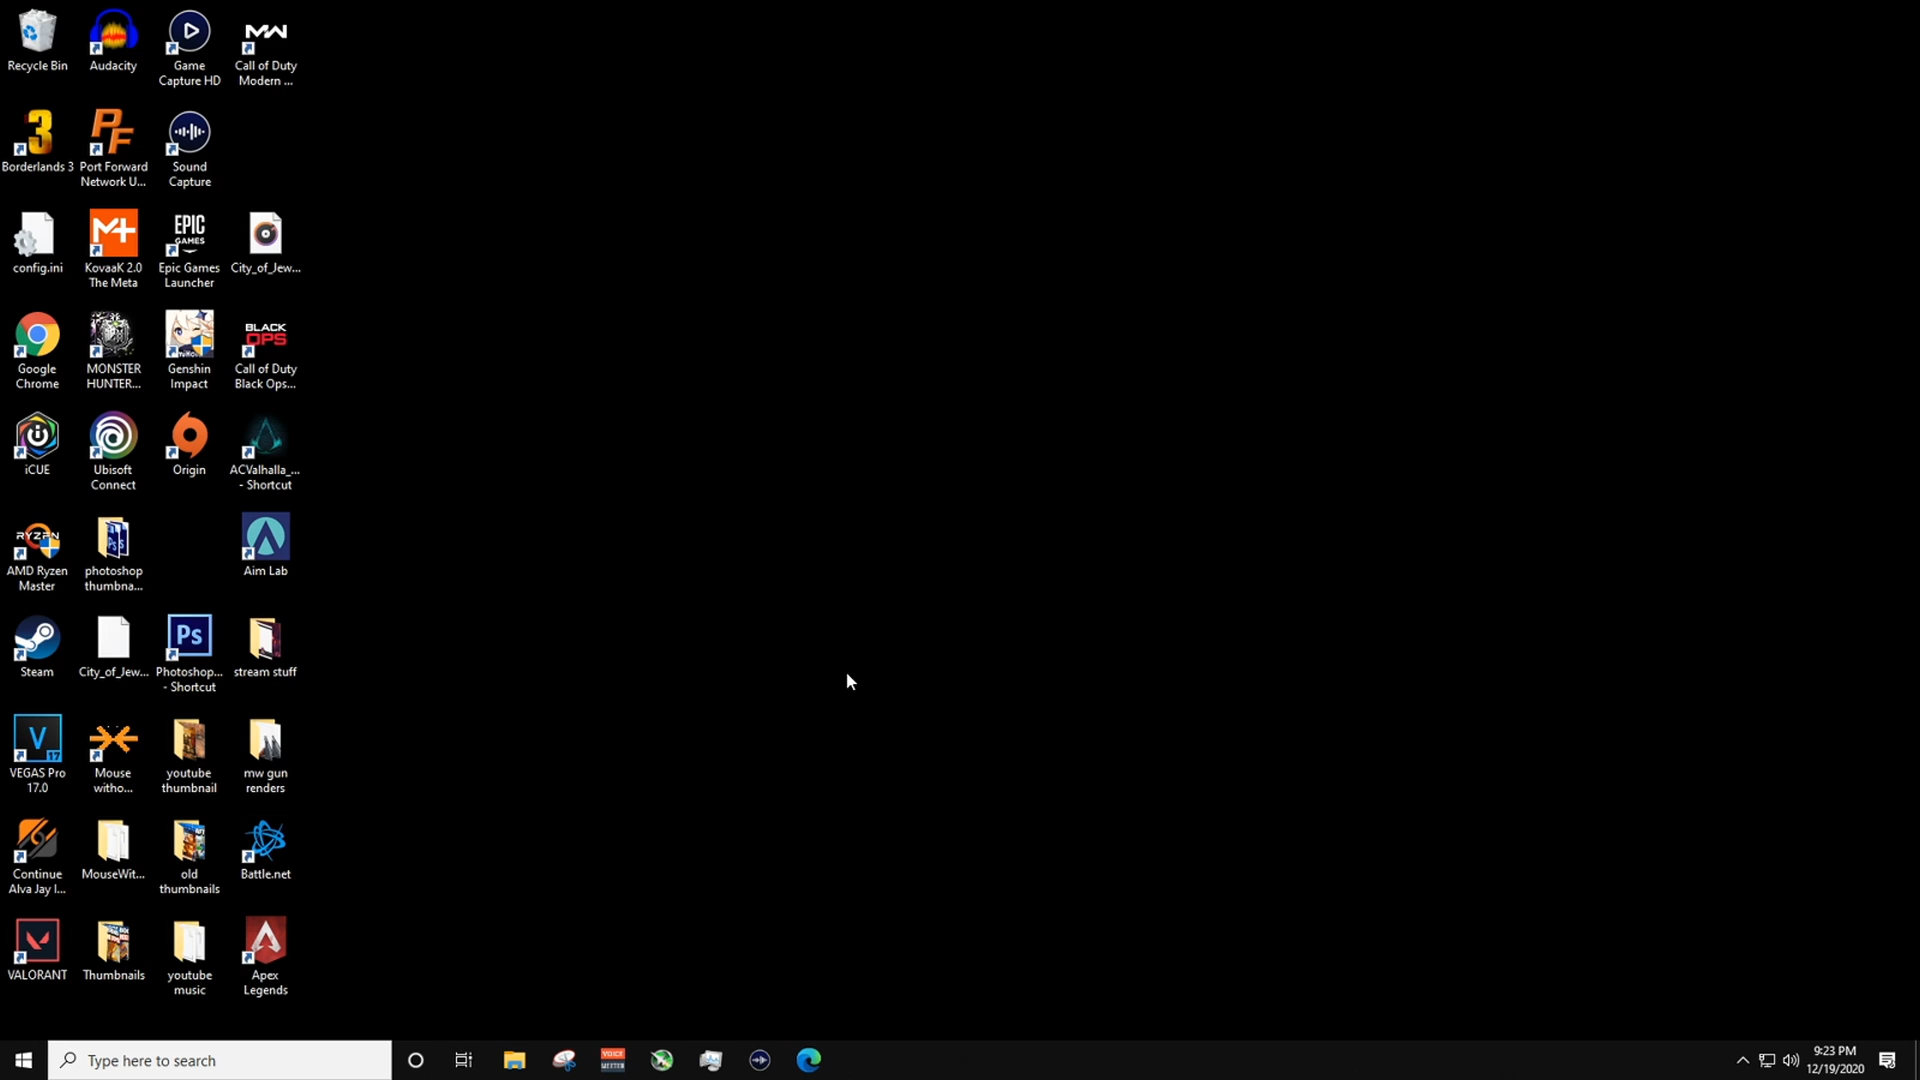 Recycle Bin
Audacity
Game
Capture HD
Call of Duty
Modern ...
Borderlands 3
Port Forward
Network U...
Sound
Capture
config.ini
KovaaK 2.0
The Meta
EPIC
GAMES
Epic Games
Launcher
City_of_Jew...
Google
Chrome
MONSTER
HUNTER...
Genshin
Impact
BLACK
OPS
Call of Duty
Black Ops...
iCUE
Ubisoft
Connect
Origin
ACValhalla_...
- Shortcut
RYZEN
AMD Ryzen
Master
photoshop
thumbna...
Aim Lab
Steam
City_of_Jew...
Ps
Photoshop...
- Shortcut
stream stuff
V
17
VEGAS Pro
17.0
Mouse
witho...
youtube
thumbnail
mw gun
renders
Continue
Alva Jay I...
MouseWit...
old
thumbnails
Battle.net
VALORANT
Thumbnails
youtube
music
Apex
Legends
Type here to search
VOICE
MEETER
9:23 PM
12/19/2020